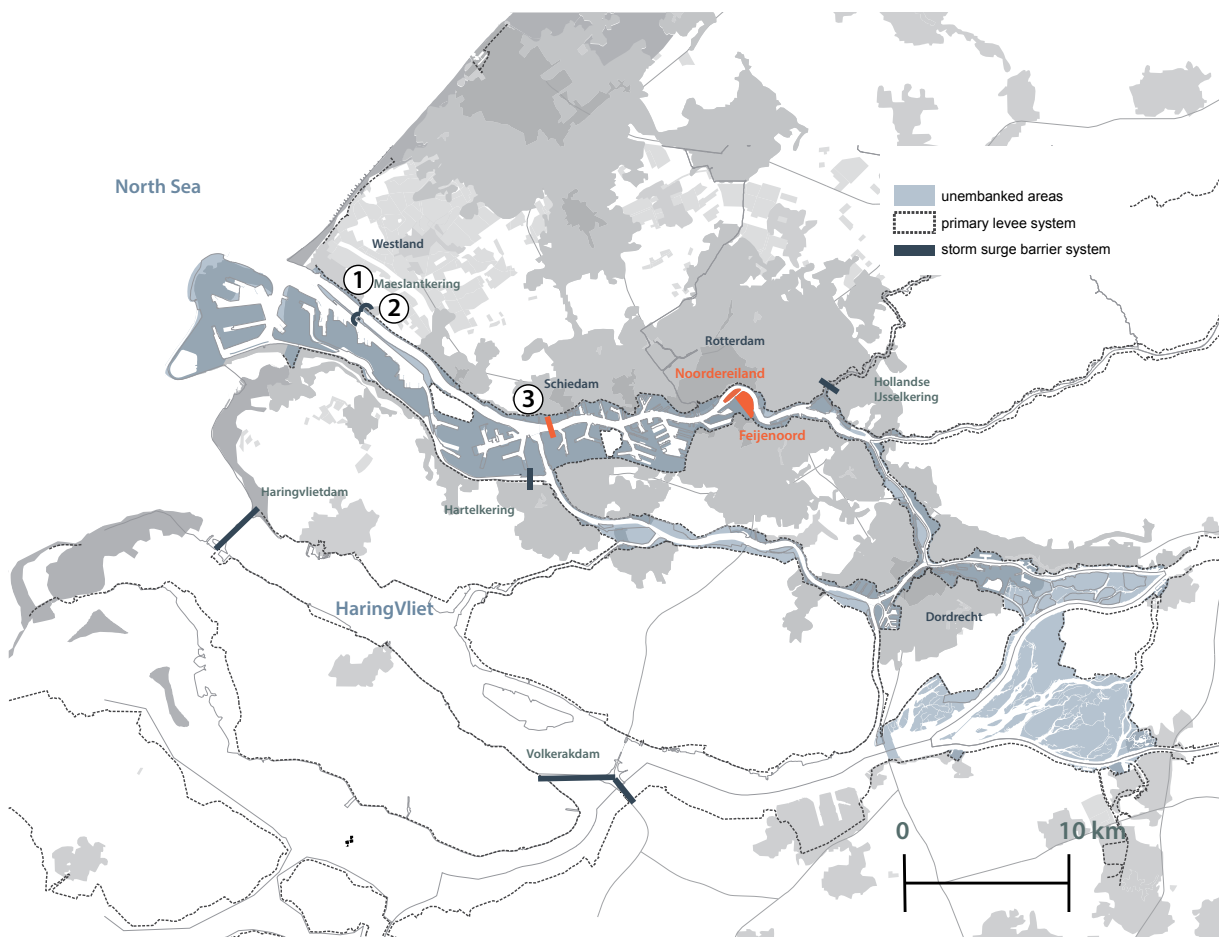 North Sea
unembanked areas
primary levee system
storm surge barrier system
Westland
1
Maeslantkering
2
Rotterdam
Noordereiland
Schiedam
3
Hollandse
IJsselkering
Feijenoord
Haringvlietdam
Hartelkering
HaringVliet
Dordrecht
Volkerakdam
0
10 km